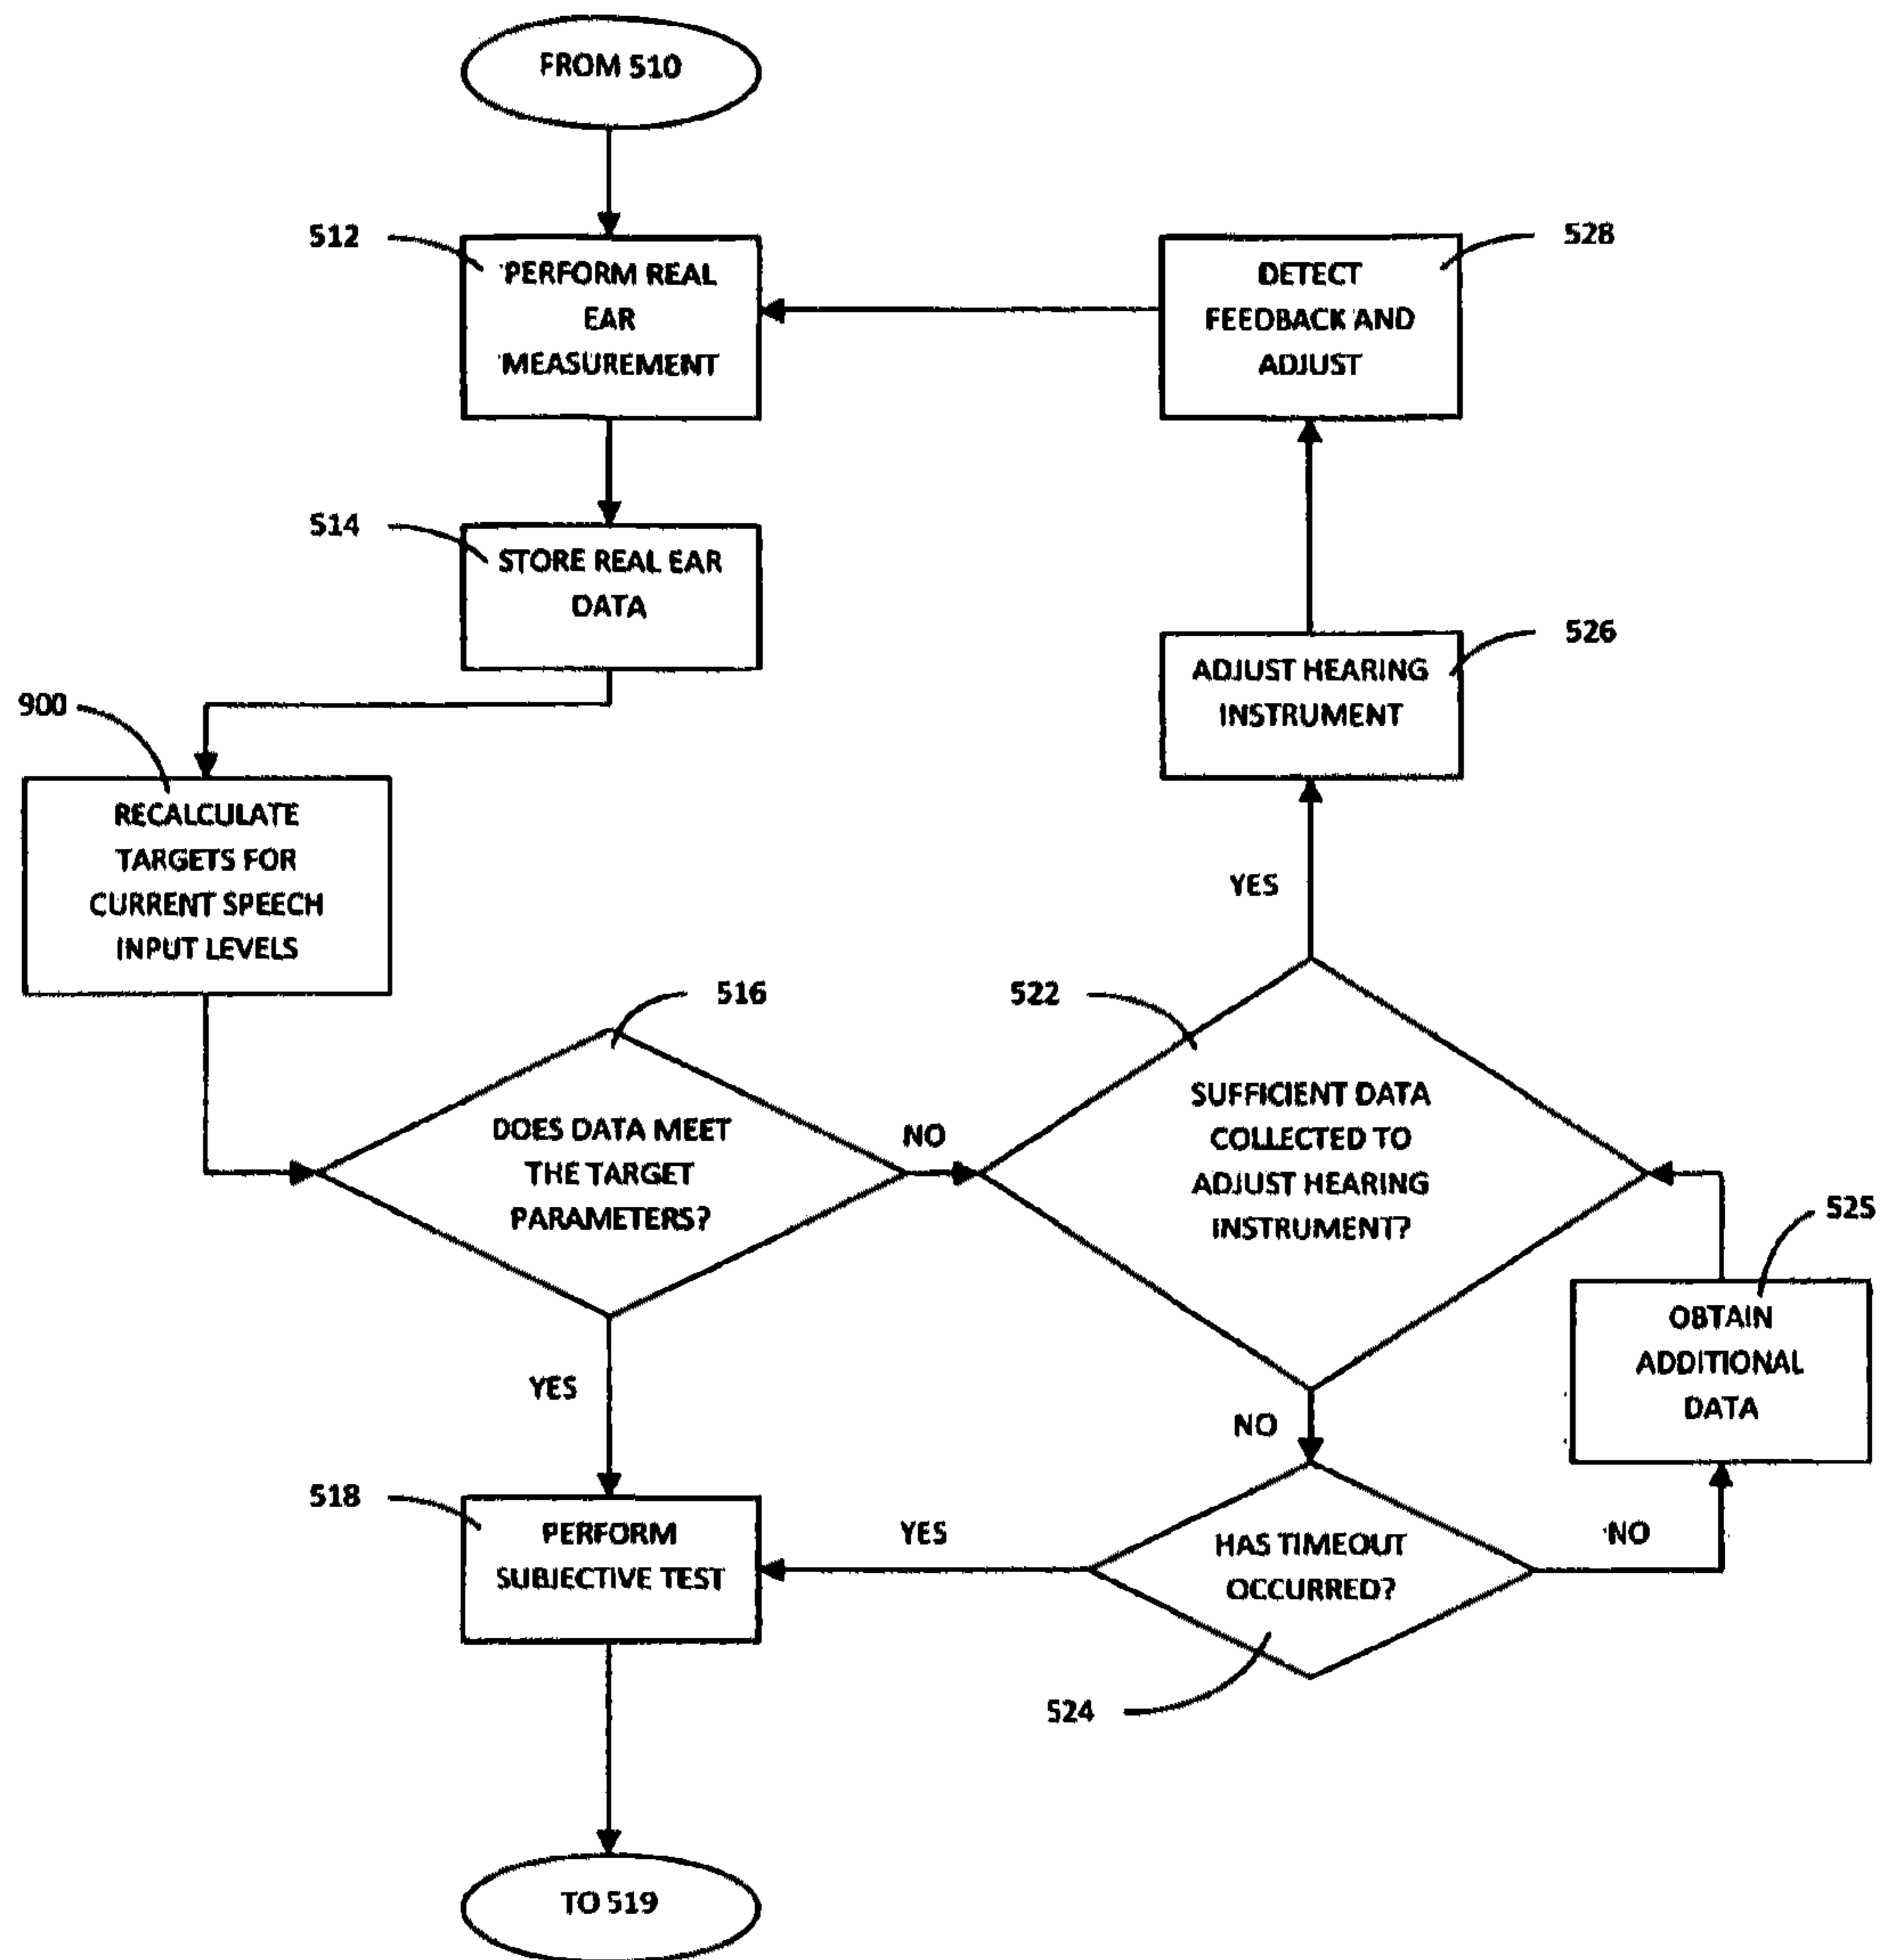 FROM 510
512
PERFORM REAL
EAR
MEASUREMENT
528
DETECT
FEEDBACK AND
ADJUST
514
STORE REAL EAR
DATA
526
ADJUST HEARING
INSTRUMENT
900
RECALCULATE
TARGETS FOR
CURRENT SPEECH
INPUT LEVELS
YES
516
DOES DATA MEET
THE TARGET
PARAMETERS?
NO
522
SUFFICIENT DATA
COLLECTED TO
ADJUST HEARING
INSTRUMENT?
525
OBTAIN
ADDITIONAL
DATA
YES
NO
518
PERFORM
SUBJECTIVE TEST
YES
HAS TIMEOUT
OCCURRED?
NO
524
TO 519